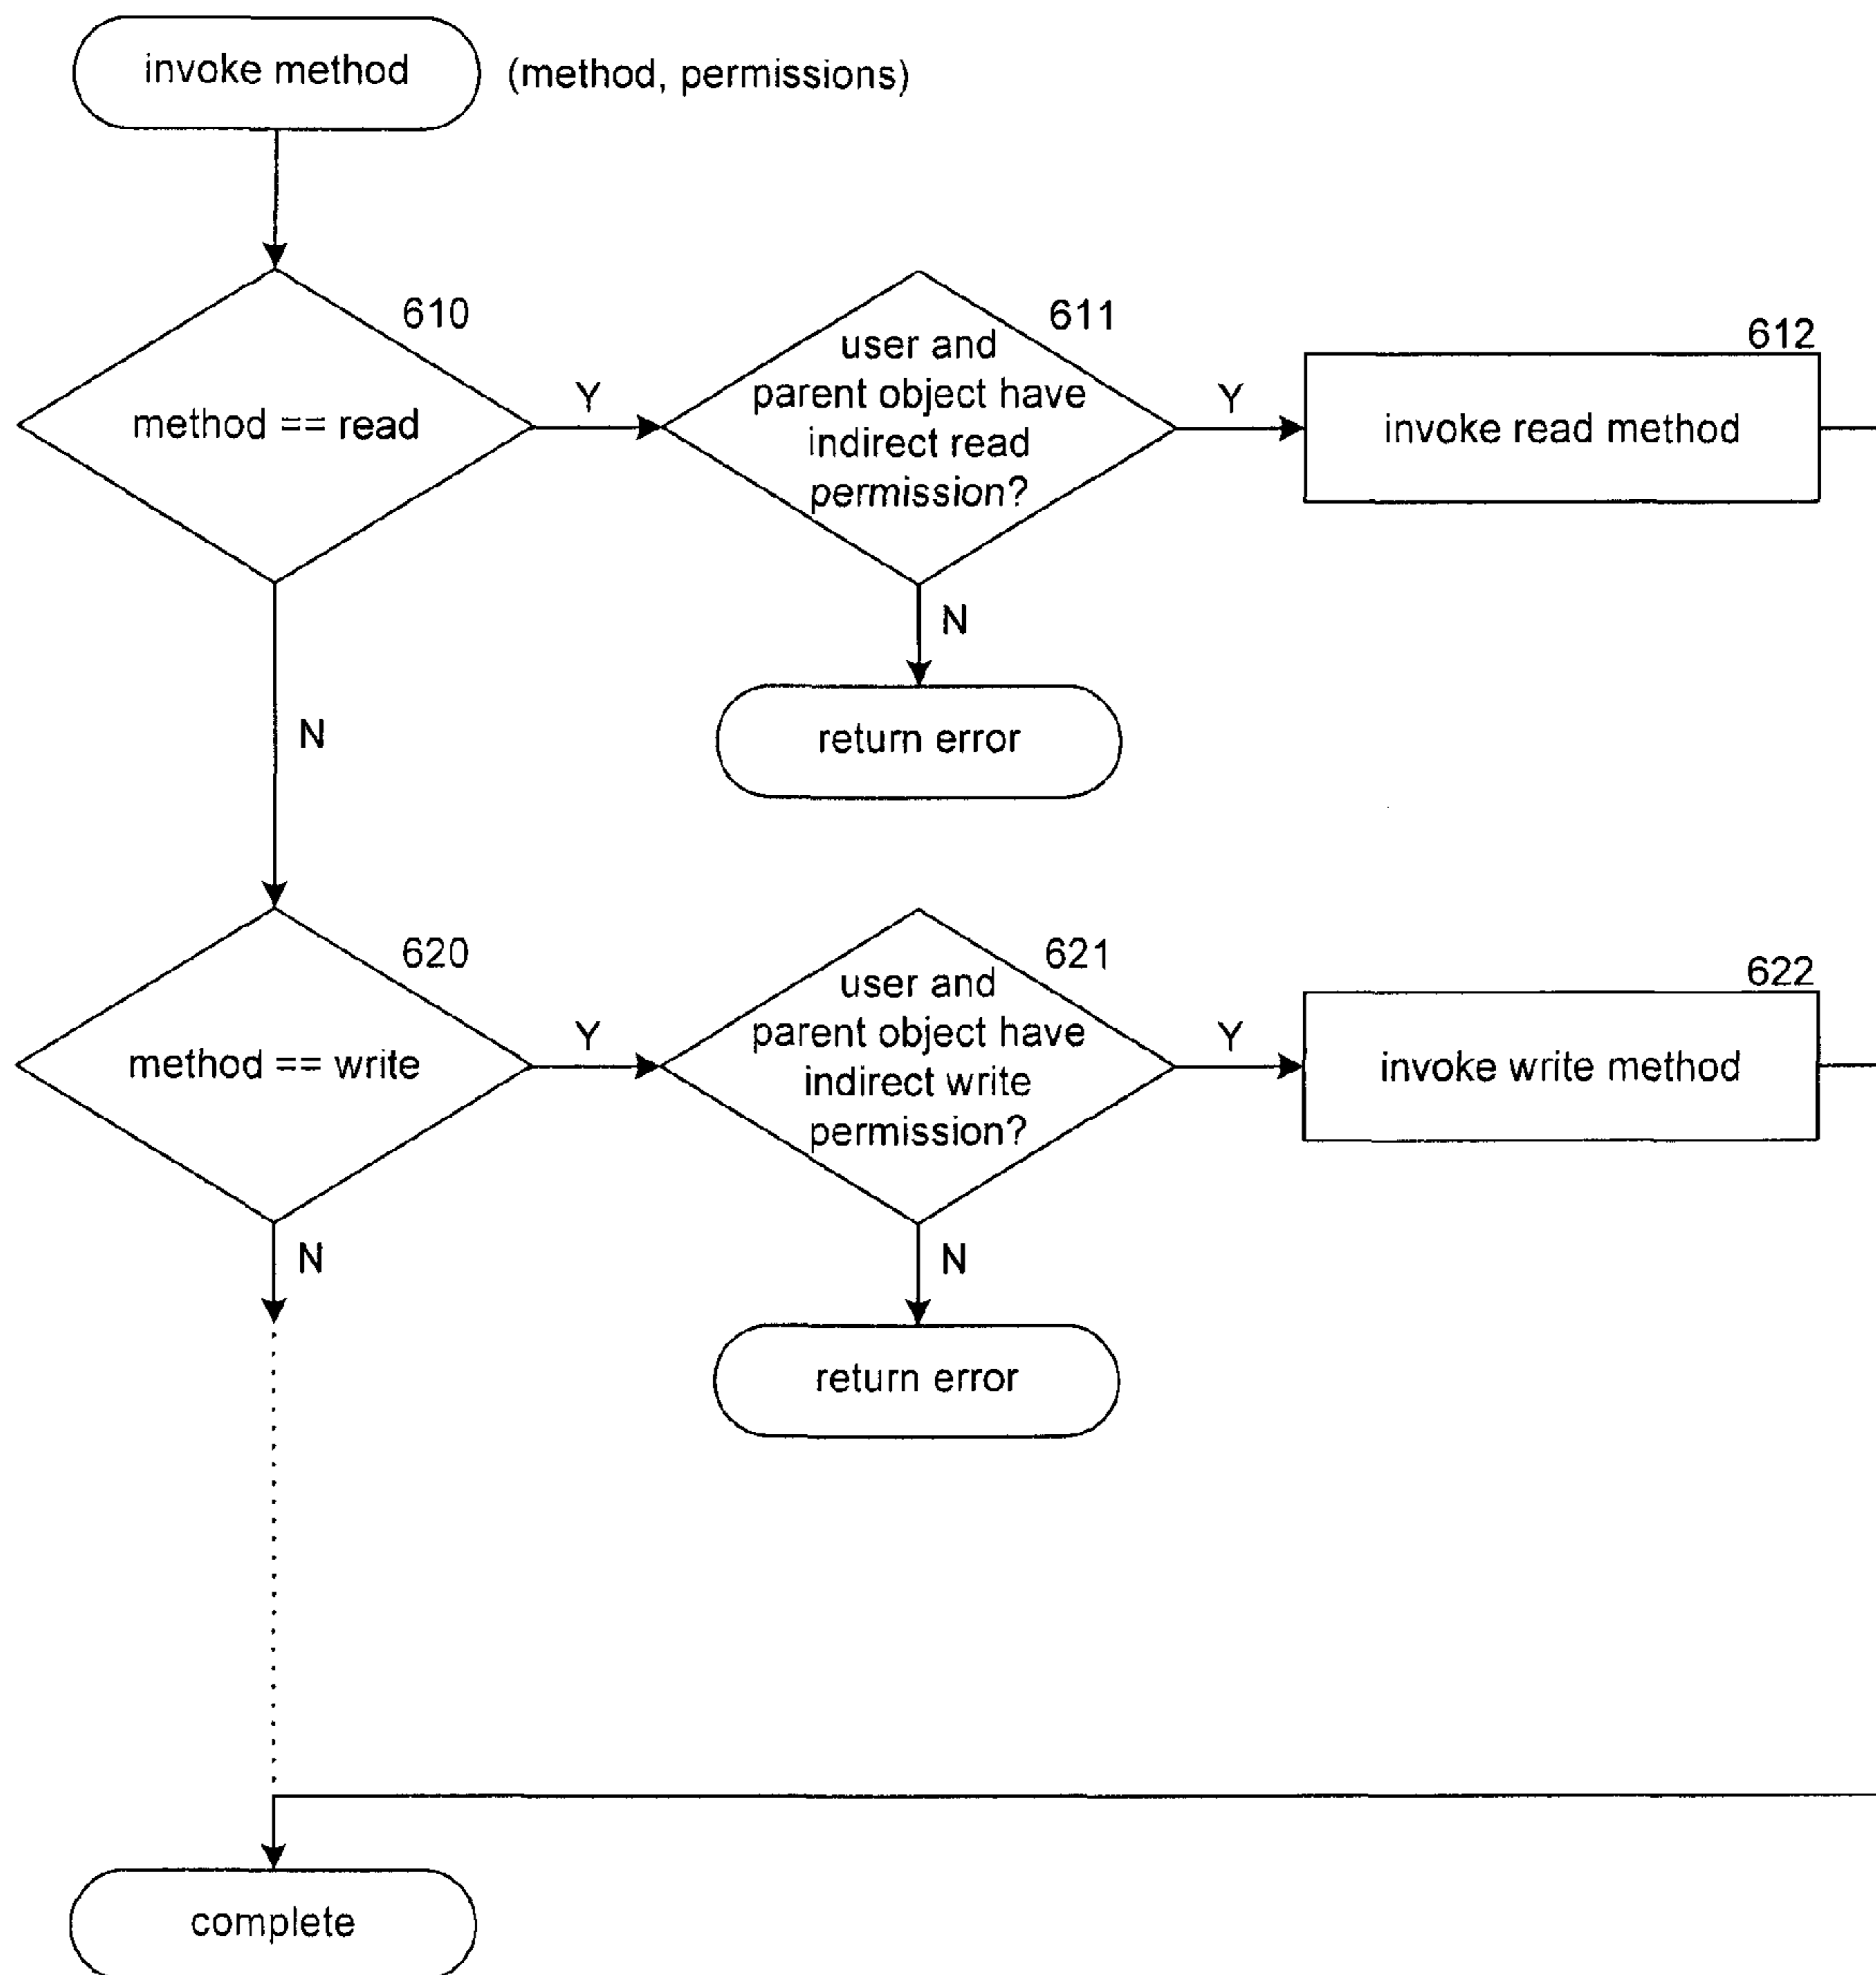 invoke method
(method, permissions)
610
method == read
Y
611
user and
parent object have
indirect read
permission?
Y
612
invoke read method
N
return error
N
620
method == write
Y
621
user and
parent object have
indirect write
permission?
Y
622
invoke write method
N
return error
N
complete